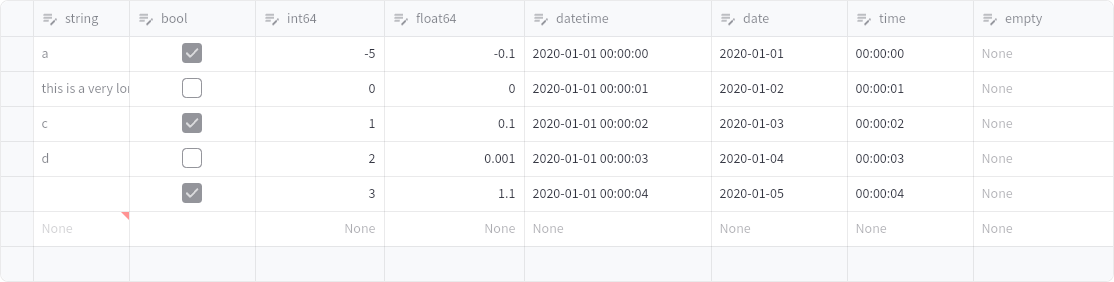 string bool int64 float64 datetime date time empty
a -5 -0.1 2020-01-01 00:00:00 2020-01-01 00:00:00 None
this is a very 0 0 2020-01-01 00:00:01 2020-01-02 00:00:01 None
c 1 0.1 2020-01-01 00:00:02 2020-01-03 00:00:02 None
d 2 0.001 2020-01-01 00:00:03 2020-01-04 00:00:03 None
3 1.1 2020-01-01 00:00:04 2020-01-05 00:00:04 None
None None None None None None None